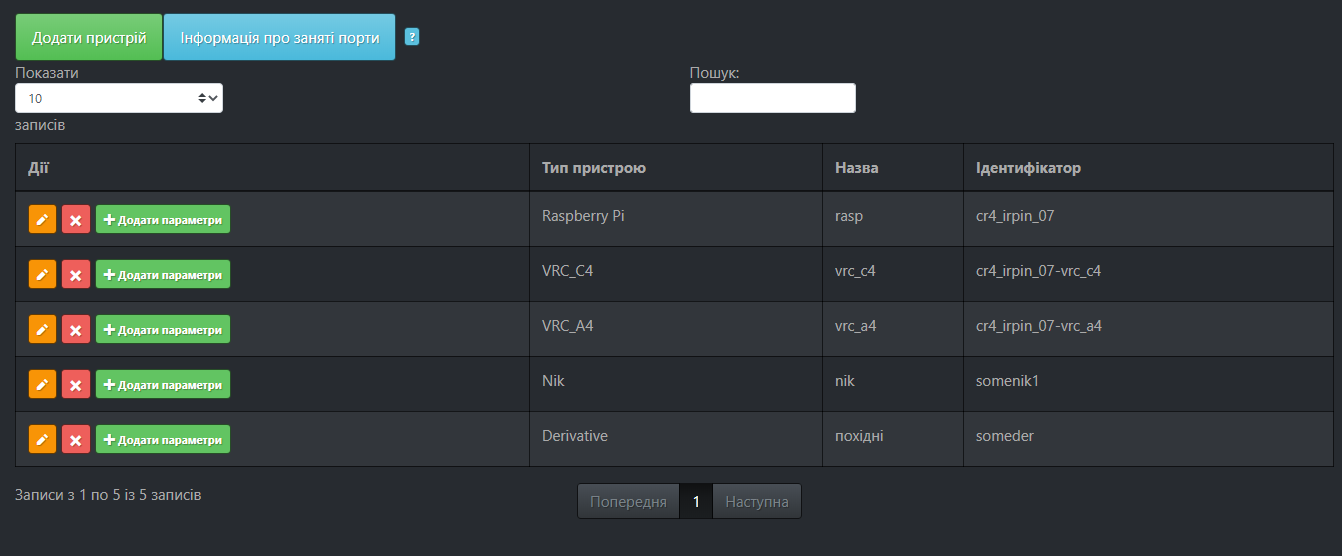 Додати пристрій Інформація про заняті порти ?
Показати Пошук:
10
записів
Дії Тип пристрою Назва Ідентифікатор
Додати параметри Raspberry Pi rasp cr4_irpin_07
Додати параметри VRC_C4 vrc_c4 cr4_irpin_07-vrc_c4
Додати параметри VRC_A4 vrc_a4 cr4_irpin_07-vrc_a4
Додати параметри Nik nik somenik1
Додати параметри Derivative похідні someder
Записи з 1 по 5 із 5 записів Попередня 1 Наступна